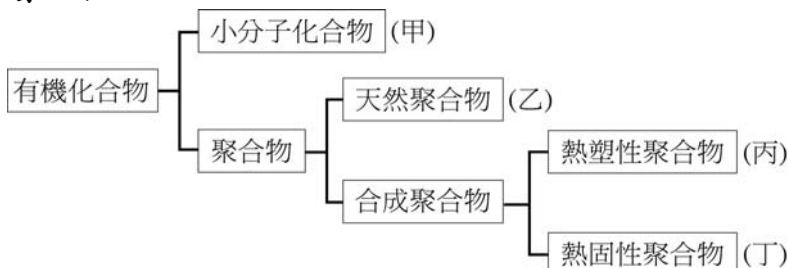 小分子化合物 (甲)
有機化合物
天然聚合物 (乙)
聚合物
熱塑性聚合物 (丙)
合成聚合物
熱固性聚合物 (丁)